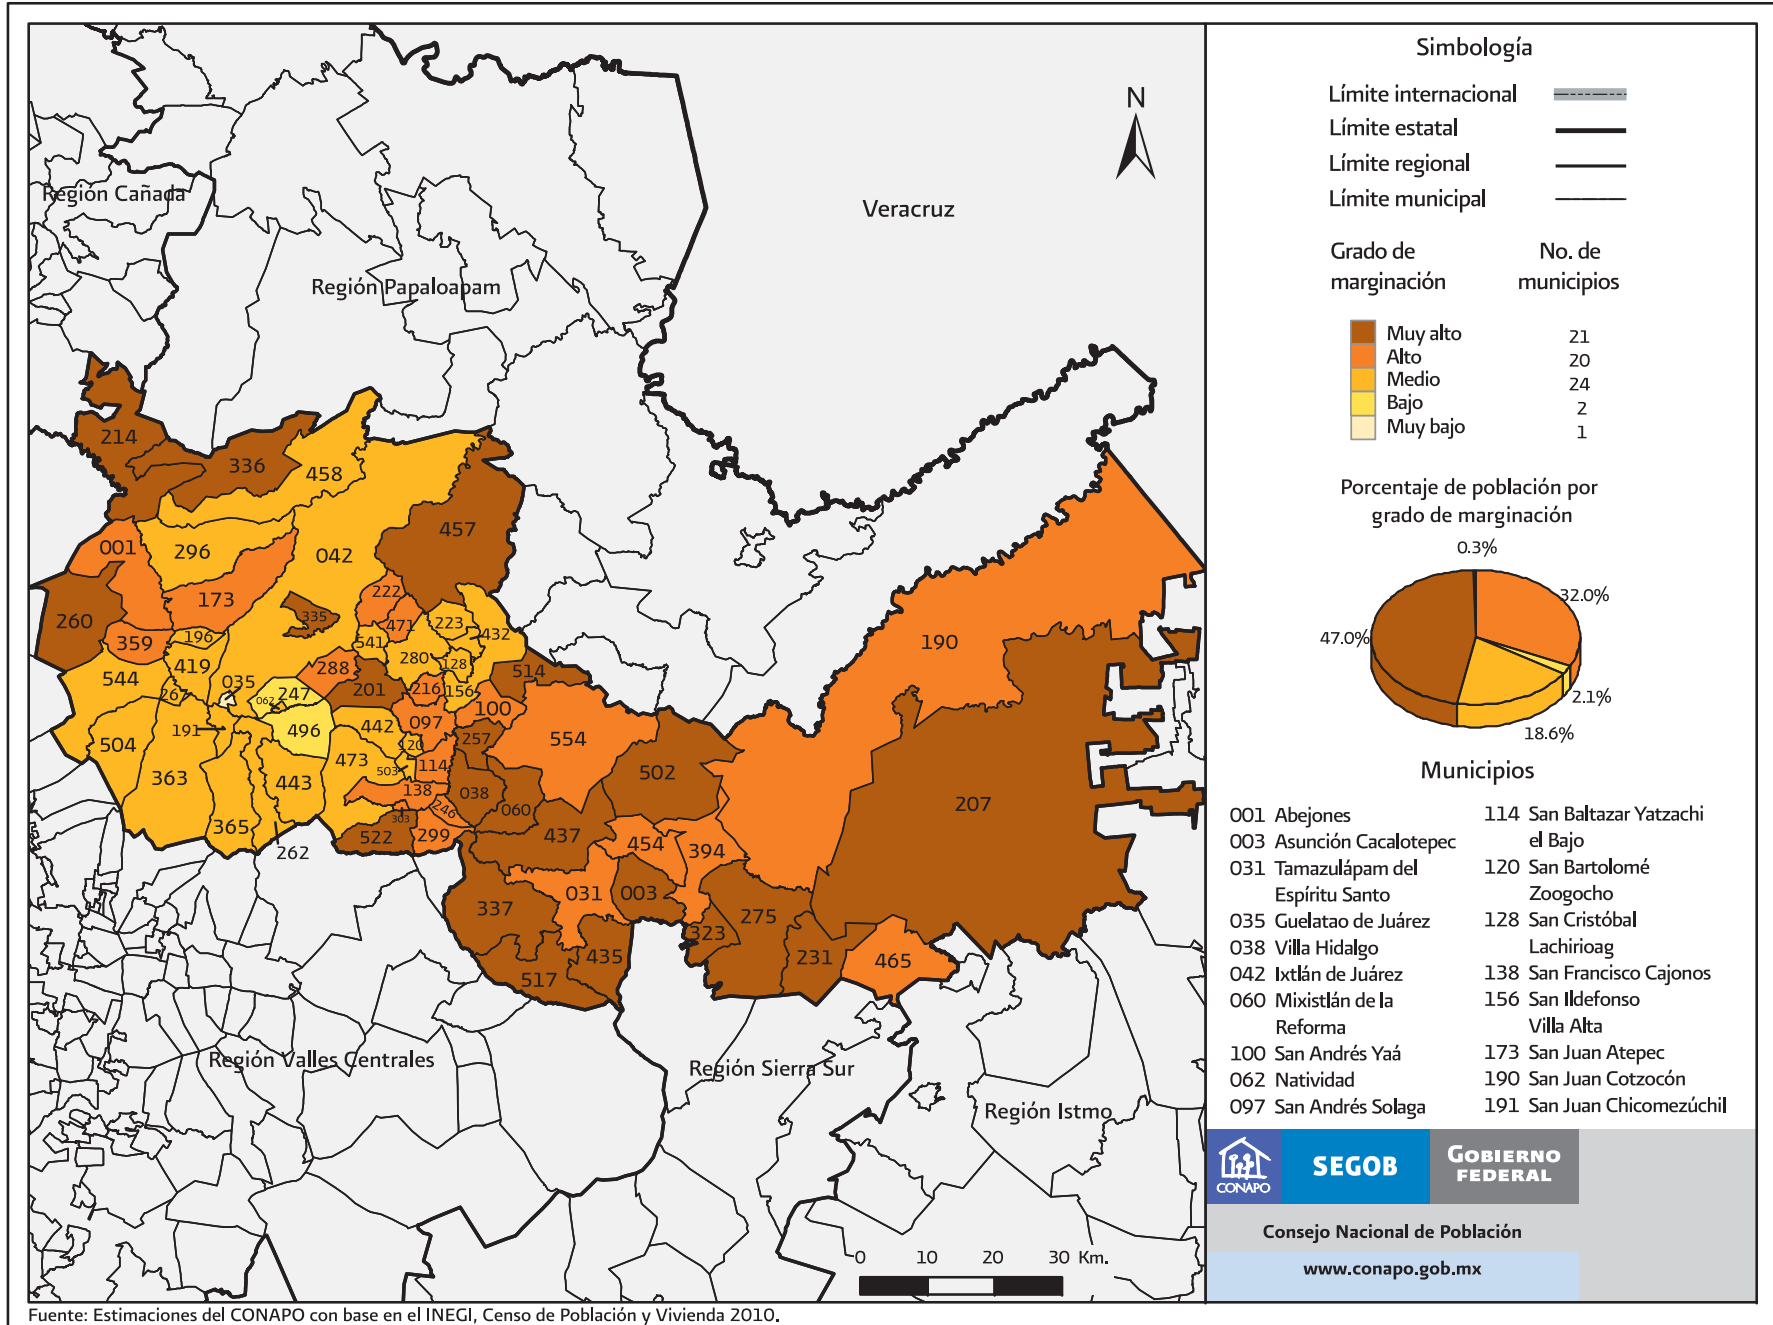 Simbología
Límite internacional
Límite estatal
Límite regional
Límite municipal
Grado de marginación
No. de municipios
Muy alto 21
Alto 20
Medio 24
Bajo 2
Muy bajo 1
Porcentaje de población por
grado de marginación
0.3%
32.0%
47.0%
2.1%
18.6%
Municipios
001 Abejones
003 Asunción Cacalotepec
031 Tamazulápam del
Espíritu Santo
035 Guelatao de Juárez
038 Villa Hidalgo
042 Ixtlán de Juárez
060 Mixistlán de la
Reforma
100 San Andrés Yaá
062 Natividad
097 San Andrés Solaga
114 San Baltazar Yatzachi
el Bajo
120 San Bartolomé
Zoogocho
128 San Cristóbal
Lachirioag
138 San Francisco Cajonos
156 San Ildefonso
Villa Alta
173 San Juan Atepec
190 San Juan Cotzocón
191 San Juan Chicomezúchil
CONAPO
SEGOB
GOBIERNO
FEDERAL
Consejo Nacional de Población
www.conapo.gob.mx
N
Región Cañada
Veracruz
Región Papaloapam
214
336
458
457
001
296
042
260
173
222
335
471
223
359
196
541
432
190
419
280
128
544
288
514
035
267
201
216
156
247
062
100
191
496
442
097
504
257
554
120
363
473
503
114
502
443
138
038
207
060
246
365
303
522
299
437
454
394
262
031
003
337
275
323
435
231
465
517
Región Valles Centrales
Región Sierra Sur
Región Istmo
0 10 20 30 Km.
Fuente: Estimaciones del CONAPO con base en el INEGI, Censo de Población y Vivienda 2010.